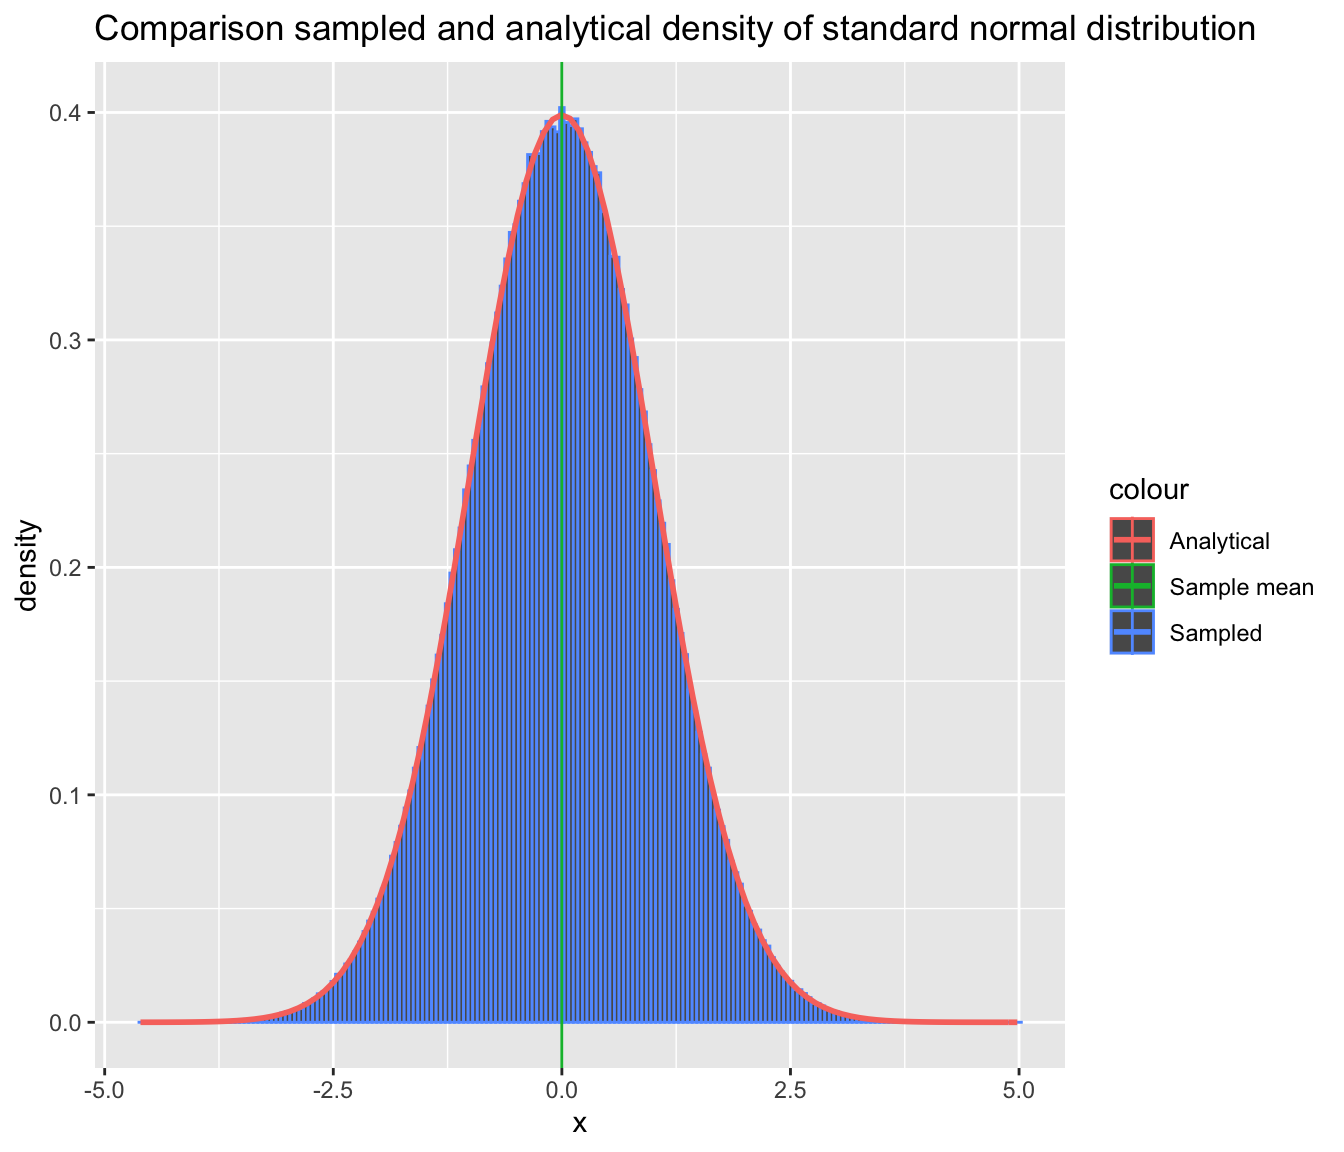 Comparison sampled and analytical density of standard normal distribution
0.4
0.3
0.2
0.1
0.0
density
-5.0
-2.5
0.0
2.5
5.0
x
colour
Analytical
Sample mean
Sampled